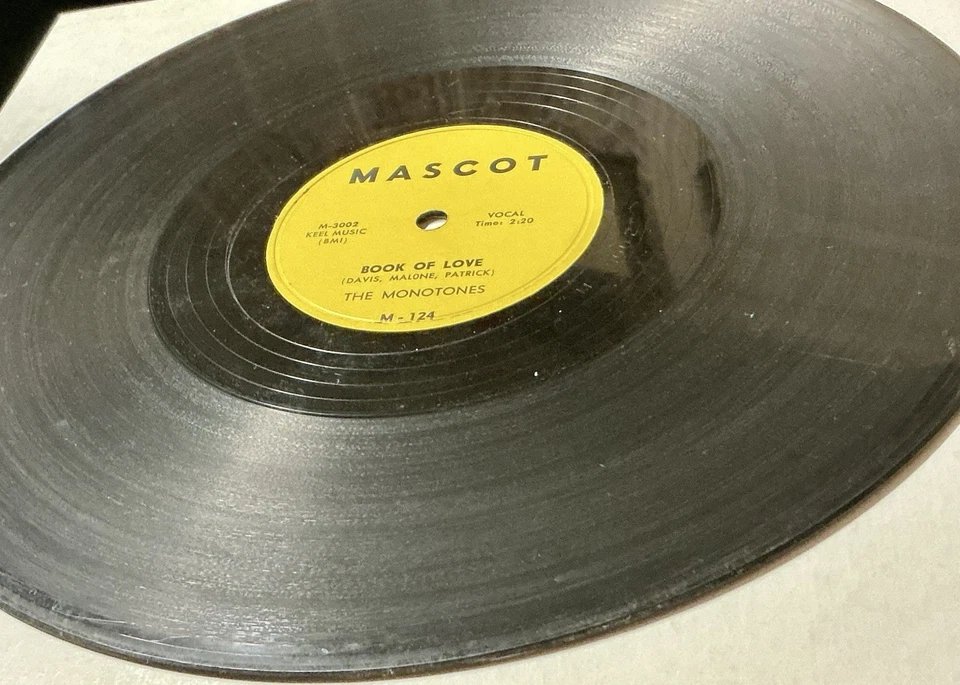 MASCOT
M-3002
KEEL MUSIC
(BMI)
VOCAL
Time: 2:20
BOOK OF LOVE
(DAVIS, MALONE, PATRICK)
THE MONOTONES
M - 124